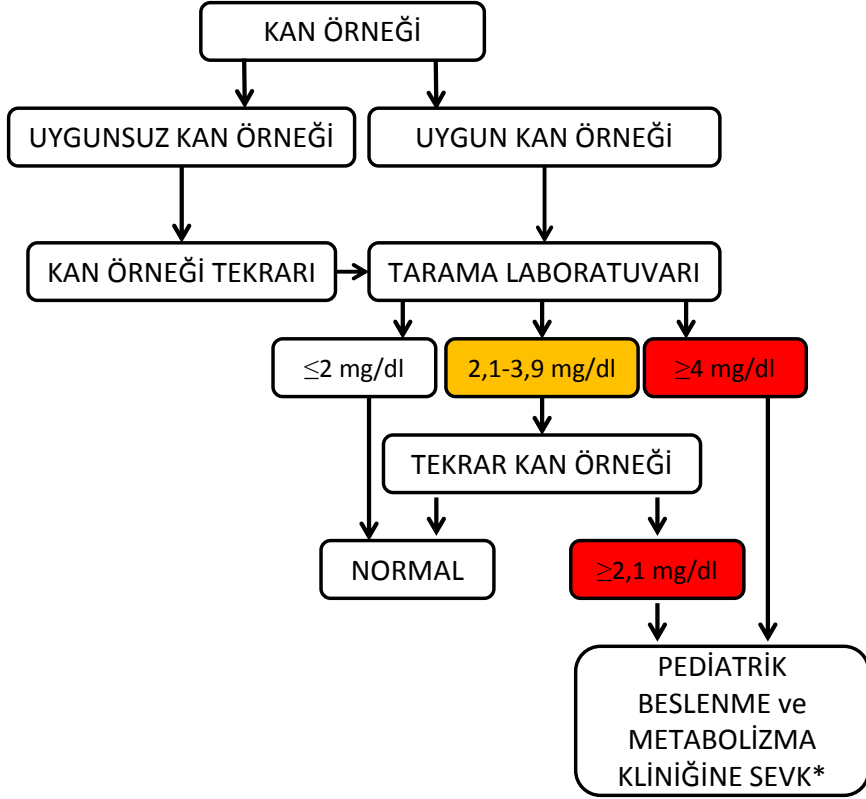 KAN ÖRNEĞİ
UYGUNSUZ KAN ÖRNEĞİ
UYGUN KAN ÖRNEĞİ
KAN ÖRNEĞİ TEKRARI
TARAMA LABORATUVARI
≤2 mg/dl
2,1-3,9 mg/dl
≥4 mg/dl
TEKRAR KAN ÖRNEĞİ
NORMAL
≥2,1 mg/dl
PEDİATRİK
BESLENME ve
METABOLİZMA
KLİNİĞİNE SEVK*